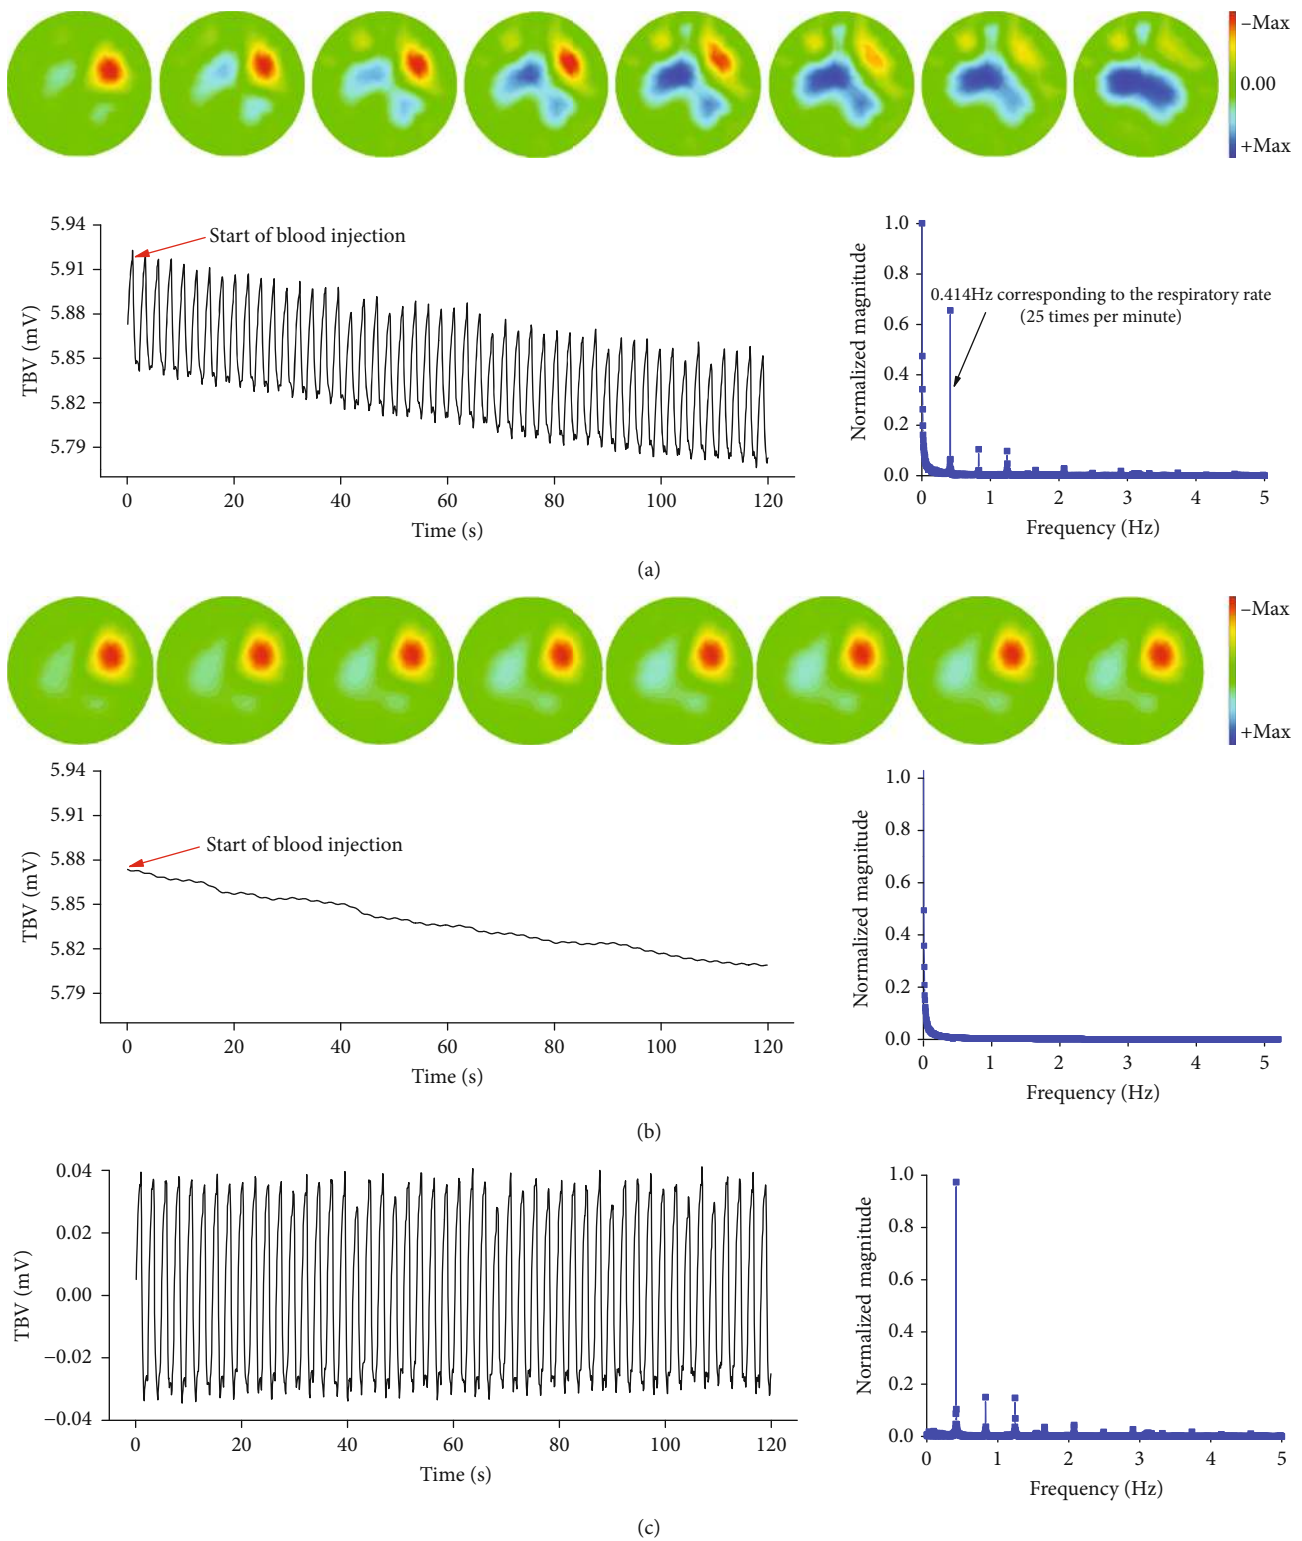 –Max
0.00
+Max
5.94
5.91
5.88
5.85
5.82
5.79
TBV (mV)
Start of blood injection
0 20 40 60 80 100 120
Time (s)
1.0
0.8
0.6
0.4
0.2
0.0
Normalized magnitude
0.414Hz corresponding to the respiratory rate
(25 times per minute)
0 1 2 3 4 5
Frequency (Hz)
(a)
–Max
+Max
5.94
5.91
5.88
5.85
5.82
5.79
TBV (mV)
Start of blood injection
0 20 40 60 80 100 120
Time (s)
1.0
0.8
0.6
0.4
0.2
0.0
Normalized magnitude
0 1 2 3 4 5
Frequency (Hz)
(b)
0.04
0.02
0.00
−0.02
−0.04
TBV (mV)
0 20 40 60 80 100 120
Time (s)
1.0
0.8
0.6
0.4
0.2
0.0
Normalized magnitude
0 1 2 3 4 5
Frequency (Hz)
(c)